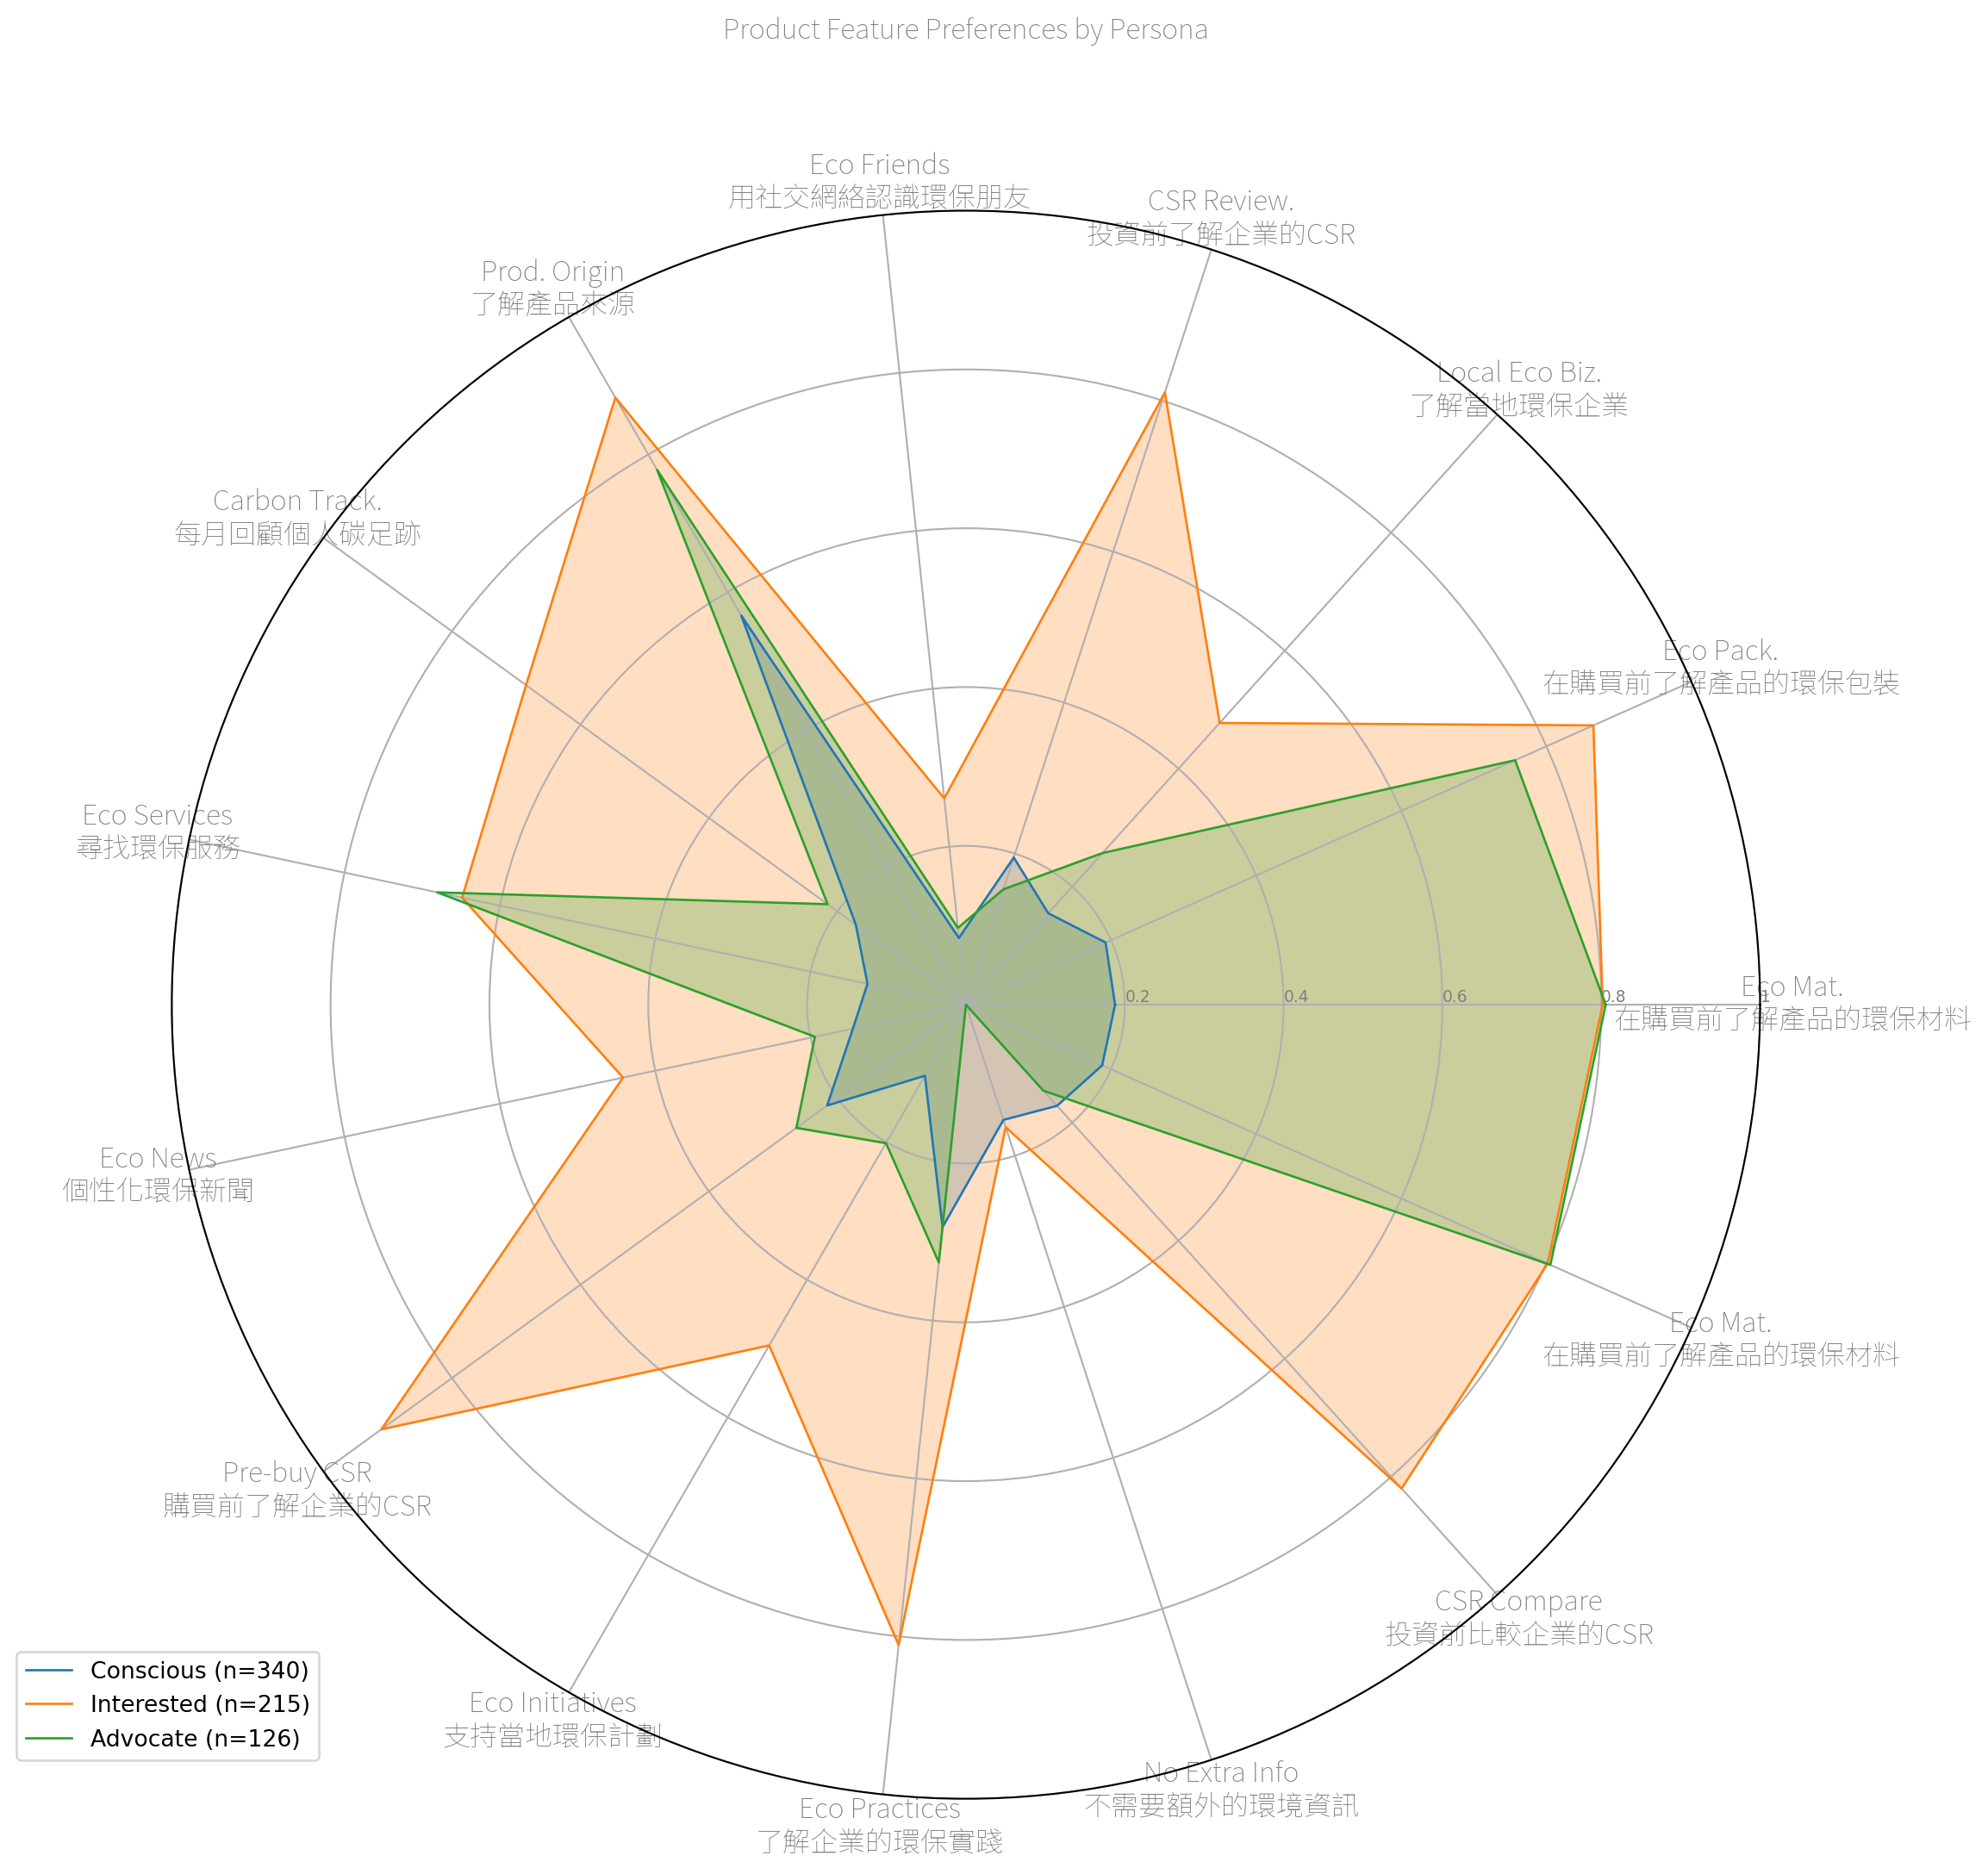 Product Feature Preferences by Persona
Eco Friends
用社交網絡認識環保朋友
CSR Review.
投資前了解企業的CSR
Prod. Origin
了解產品來源
Local Eco Biz.
了解當地環保企業
Carbon Track.
每月回顧個人碳足跡
Eco Pack.
在購買前了解產品的環保包裝
Eco Services
尋找環保服務
0.2
0.4
0.6
0.8
1
Eco Mat.
在購買前了解產品的環保材料
Eco News
個性化環保新聞
Eco Mat.
在購買前了解產品的環保材料
Pre-buy CSR
購買前了解企業的CSR
CSR Compare
投資前比較企業的CSR
Eco Initiatives
支持當地環保計劃
No Extra Info
不需要額外的環境資訊
Eco Practices
了解企業的環保實踐
Conscious (n=340)
Interested (n=215)
Advocate (n=126)